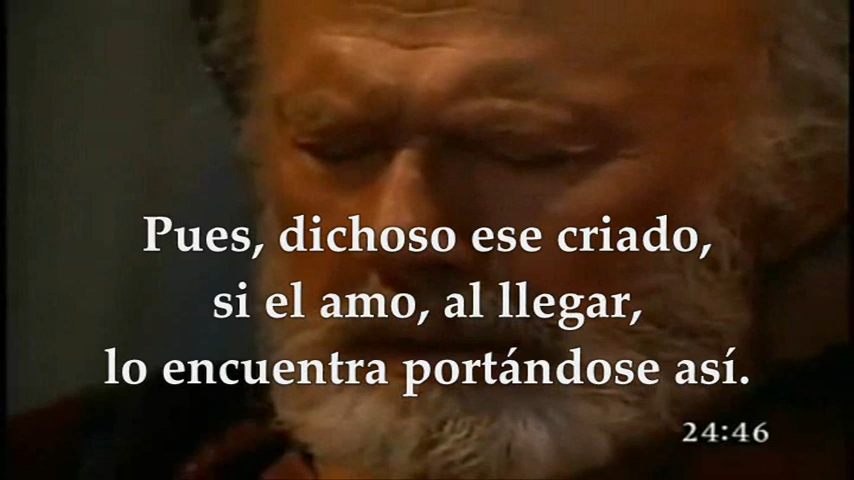 Pues, dichoso ese criado,
si el amo, al llegar,
lo encuentra portándose así.
24:46